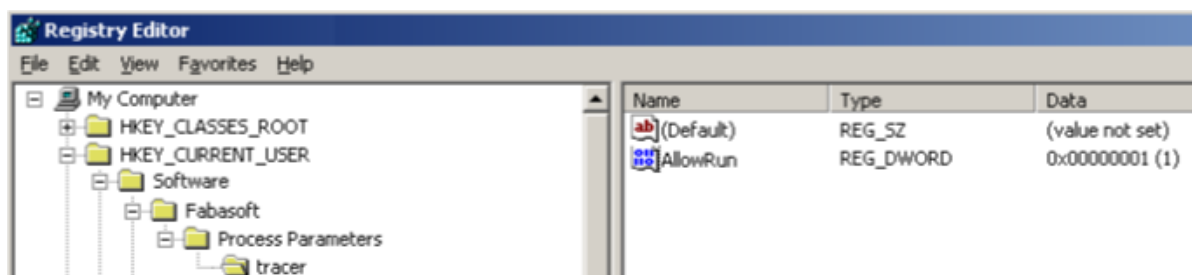 Registry Editor
File Edit View Favorites Help
My Computer
HKEY_CLASSES_ROOT
HKEY_CURRENT_USER
Software
Fabasoft
Process Parameters
tracer
Name Type Data
(Default) REG_SZ (value not set)
AllowRun REG_DWORD 0x00000001 (1)